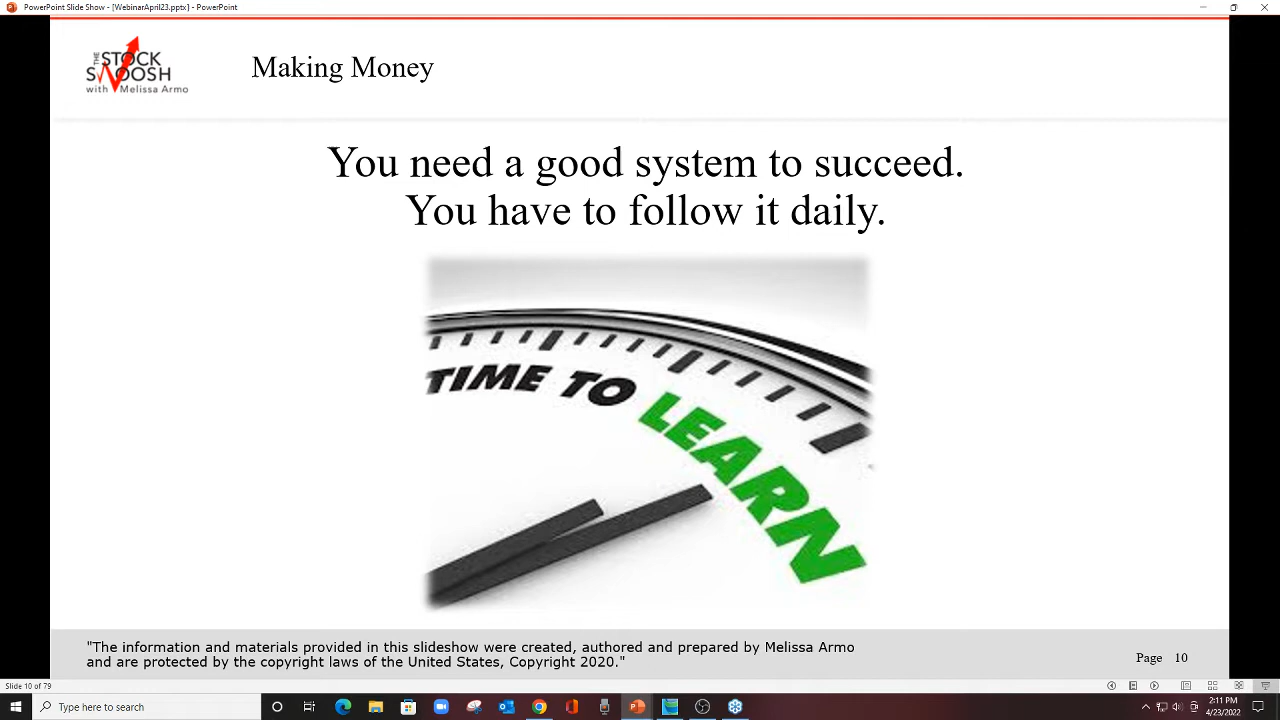 PowerPoint Slide Show - [WebinarApril23.pptx] - PowerPoint
THE STOCK
SWOOSH
with Melissa Armo
Making Money
You need a good system to succeed.
You have to follow it daily.
TIME TO LEARN
"The information and materials provided in this slideshow were created, authored and prepared by Melissa Armo
and are protected by the copyright laws of the United States, Copyright 2020."
Page 10
Slide 10 of 79
Type here to search
2:11 PM
4/23/2022